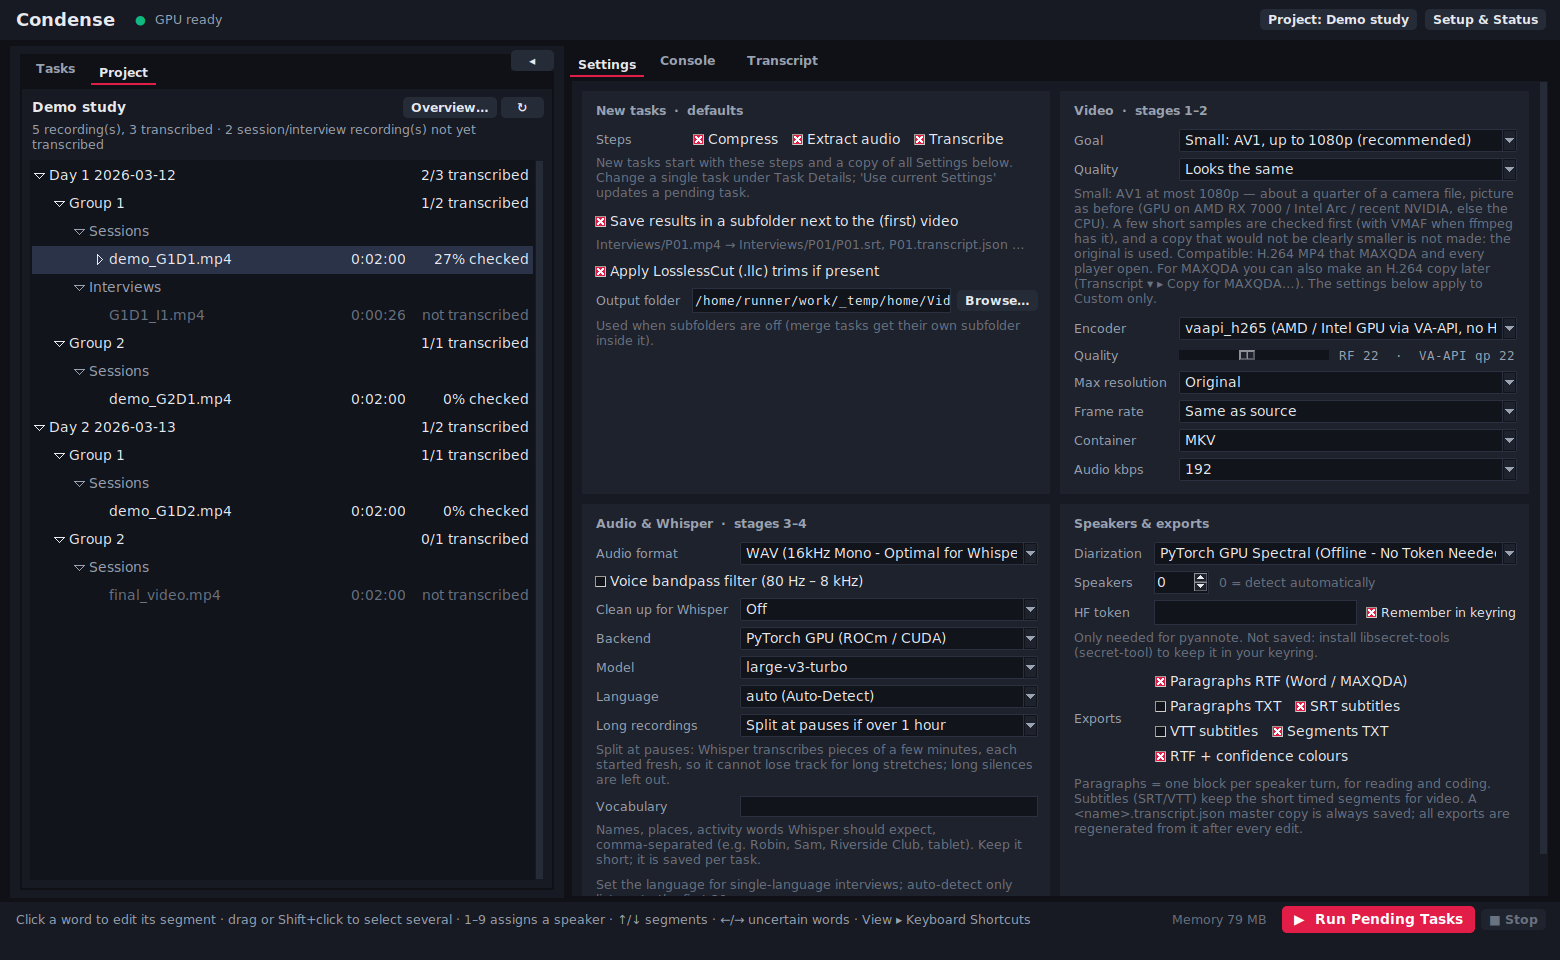 Condense
GPU ready
Project: Demo study
Setup & Status
Tasks
Project
◂
Demo study
Overview...
↻
5 recording(s), 3 transcribed · 2 session/interview recording(s) not yet
transcribed
Day 1 2026-03-12 2/3 transcribed
Group 1 1/2 transcribed
Sessions
demo_G1D1.mp4 0:02:00 27% checked
Interviews
G1D1_I1.mp4 0:00:26 not transcribed
Group 2 1/1 transcribed
Sessions
demo_G2D1.mp4 0:02:00 0% checked
Day 2 2026-03-13 1/2 transcribed
Group 1 1/1 transcribed
Sessions
demo_G1D2.mp4 0:02:00 0% checked
Group 2 0/1 transcribed
Sessions
final_video.mp4 0:02:00 not transcribed
Settings
Console
Transcript
New tasks · defaults
Steps Compress Extract audio Transcribe
New tasks start with these steps and a copy of all Settings below.
Change a single task under Task Details; 'Use current Settings'
updates a pending task.
Save results in a subfolder next to the (first) video
Interviews/P01.mp4 → Interviews/P01/P01.srt, P01.transcript.json ...
Apply LosslessCut (.llc) trims if present
Output folder /home/runner/work/_temp/home/Vid Browse...
Used when subfolders are off (merge tasks get their own subfolder
inside it).
Video · stages 1–2
Goal Small: AV1, up to 1080p (recommended)
Quality Looks the same
Small: AV1 at most 1080p — about a quarter of a camera file, picture
as before (GPU on AMD RX 7000 / Intel Arc / recent NVIDIA, else the
CPU). A few short samples are checked first (with VMAF when ffmpeg
has it), and a copy that would not be clearly smaller is not made: the
original is used. Compatible: H.264 MP4 that MAXQDA and every
player open. For MAXQDA you can also make an H.264 copy later
(Transcript ▾ ▸ Copy for MAXQDA...). The settings below apply to
Custom only.
Encoder vaapi_h265 (AMD / Intel GPU via VA-API, no H
Quality RF 22 · VA-API qp 22
Max resolution Original
Frame rate Same as source
Container MKV
Audio kbps 192
Audio & Whisper · stages 3–4
Audio format WAV (16kHz Mono - Optimal for Whispe
Voice bandpass filter (80 Hz – 8 kHz)
Clean up for Whisper Off
Backend PyTorch GPU (ROCm / CUDA)
Model large-v3-turbo
Language auto (Auto-Detect)
Long recordings Split at pauses if over 1 hour
Split at pauses: Whisper transcribes pieces of a few minutes, each
started fresh, so it cannot lose track for long stretches; long silences
are left out.
Vocabulary
Names, places, activity words Whisper should expect,
comma-separated (e.g. Robin, Sam, Riverside Club, tablet). Keep it
short; it is saved per task.
Set the language for single-language interviews; auto-detect only
Speakers & exports
Diarization PyTorch GPU Spectral (Offline - No Token Needed
Speakers 0 0 = detect automatically
HF token Remember in keyring
Only needed for pyannote. Not saved: install libsecret-tools
(secret-tool) to keep it in your keyring.
Exports
Paragraphs RTF (Word / MAXQDA)
Paragraphs TXT SRT subtitles
VTT subtitles Segments TXT
RTF + confidence colours
Paragraphs = one block per speaker turn, for reading and coding.
Subtitles (SRT/VTT) keep the short timed segments for video. A
<name>.transcript.json master copy is always saved; all exports are
regenerated from it after every edit.
Click a word to edit its segment · drag or Shift+click to select several · 1–9 assigns a speaker · ↑/↓ segments · ←/→ uncertain words · View ▸ Keyboard Shortcuts
Memory 79 MB
▶ Run Pending Tasks
■ Stop